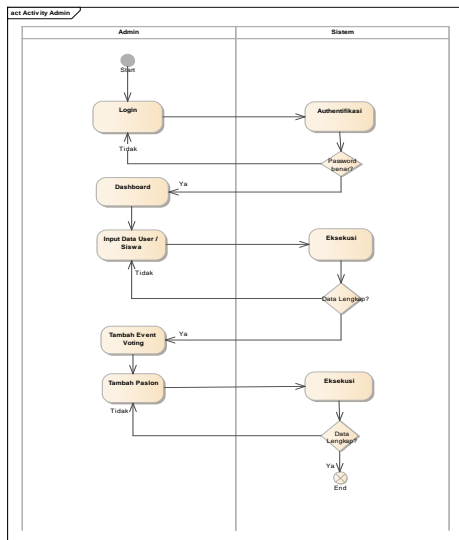 act Activity Admin
Admin
Sistem
Start
Login
Authentifikasi
Tidak
Password
benar?
Ya
Dashboard
Input Data User /
Siswa
Eksekusi
Tidak
Data Lengkap?
Ya
Tambah Event
Voting
Tambah Paslon
Eksekusi
Tidak
Data
Lengkap?
Ya
End